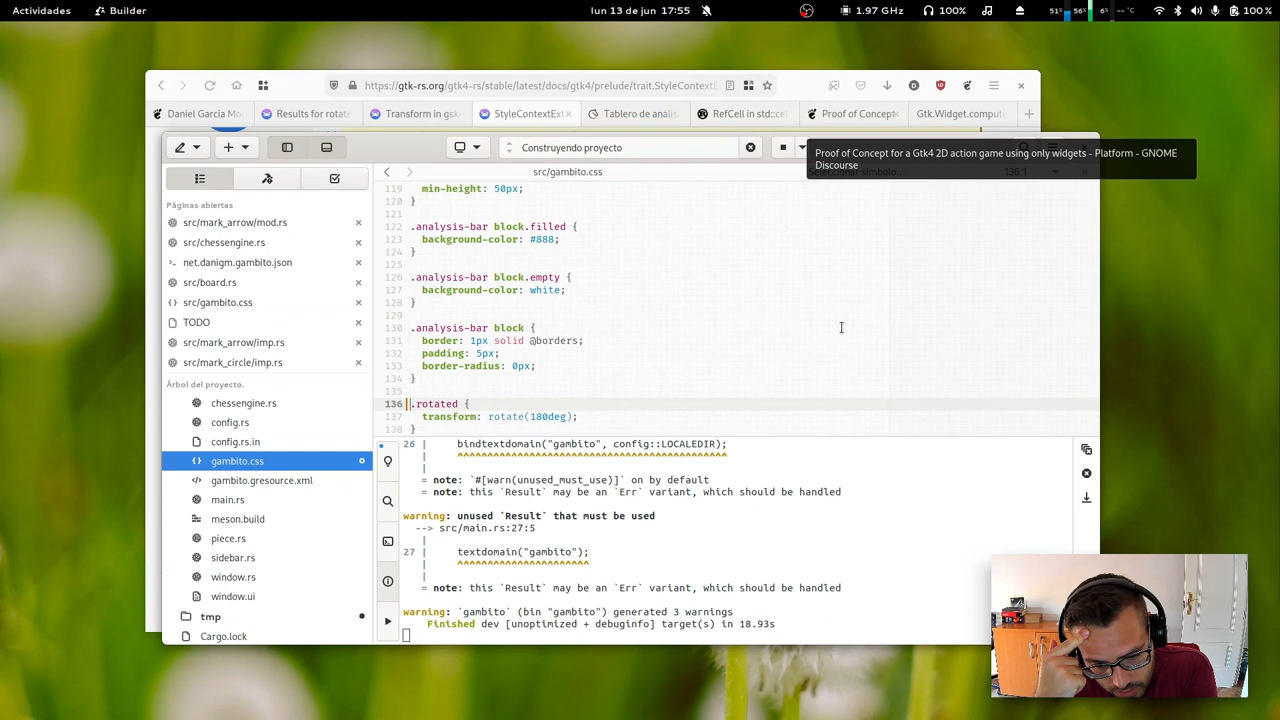 Actividades
Builder
lun 13 de jun 17:55
1.97 GHz
100%
51%
56%
6%
-- °C
100 %
https://gtk-rs.org/gtk4-rs/stable/latest/docs/gtk4/prelude/trait.StyleContextE
Daniel Garcia Mo
Results for rotate
Transform in gsk
StyleContextExt
Tablero de análisi
RefCell in std::ce
Proof of Concept
Gtk.Widget.comput
Construyendo proyecto
Proof of Concept for a Gtk4 2D action game using only widgets - Platform - GNOME
Discourse
src/gambito.css
Seleccionar símbolo…
136:1
Páginas abiertas
src/mark_arrow/mod.rs
src/chessengine.rs
net.danigm.gambito.json
src/board.rs
src/gambito.css
TODO
src/mark_arrow/imp.rs
src/mark_circle/imp.rs
Árbol del proyecto.
chessengine.rs
config.rs
config.rs.in
gambito.css
gambito.gresource.xml
main.rs
meson.build
piece.rs
sidebar.rs
window.rs
window.ui
tmp
Cargo.lock
119 min-height: 50px;
120 }
121
122 .analysis-bar block.filled {
123 background-color: #888;
124 }
125
126 .analysis-bar block.empty {
127 background-color: white;
128 }
129
130 .analysis-bar block {
131 border: 1px solid @borders;
132 padding: 5px;
133 border-radius: 0px;
134 }
135
136 .rotated {
137 transform: rotate(180deg);
138 }
26 | bindtextdomain("gambito", config::LOCALEDIR);
| ^^^^^^^^^^^^^^^^^^^^^^^^^^^^^^^^^^^^^^^^^^^^^
|
= note: `#[warn(unused_must_use)]` on by default
= note: this `Result` may be an `Err` variant, which should be handled
warning: unused `Result` that must be used
--> src/main.rs:27:5
|
27 | textdomain("gambito");
| ^^^^^^^^^^^^^^^^^^^^^^
|
= note: this `Result` may be an `Err` variant, which should be handled
warning: `gambito` (bin "gambito") generated 3 warnings
Finished dev [unoptimized + debuginfo] target(s) in 18.93s